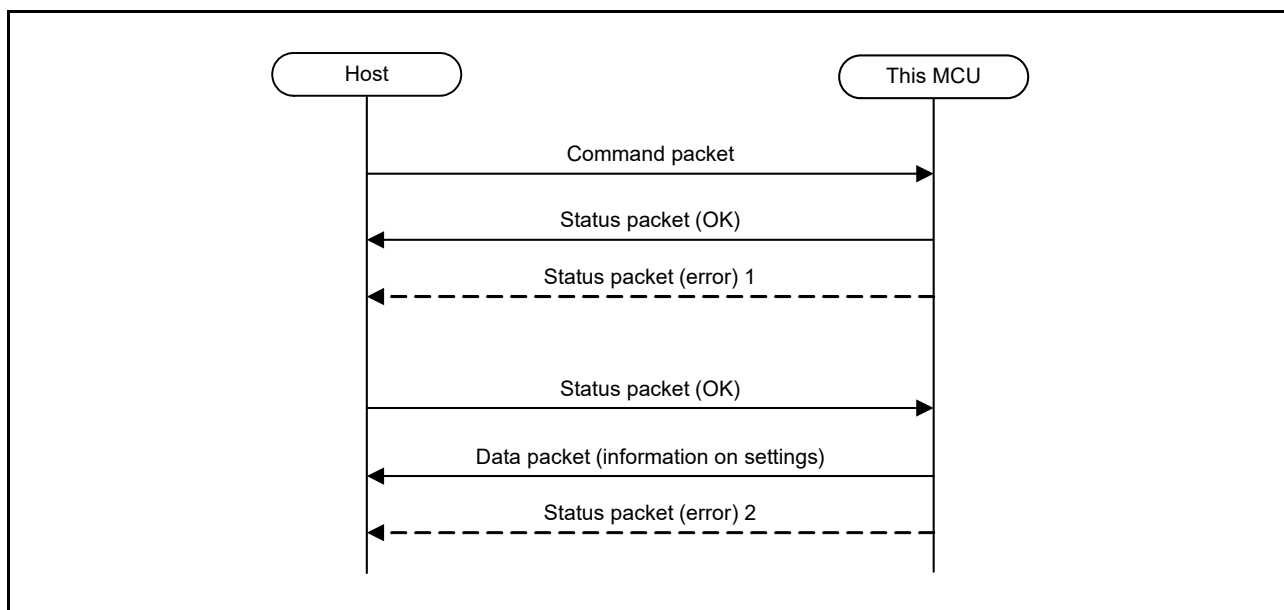 Host
This MCU
Command packet
Status packet (OK)
Status packet (error) 1
Status packet (OK)
Data packet (information on settings)
Status packet (error) 2